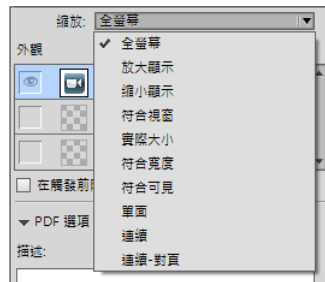 縮放: 全螢幕
外觀
全螢幕
放大顯示
縮小顯示
符合視窗
實際大小
符合寬度
符合可見
單面
連續
連續-對頁
在觸發前
PDF 選項
描述: